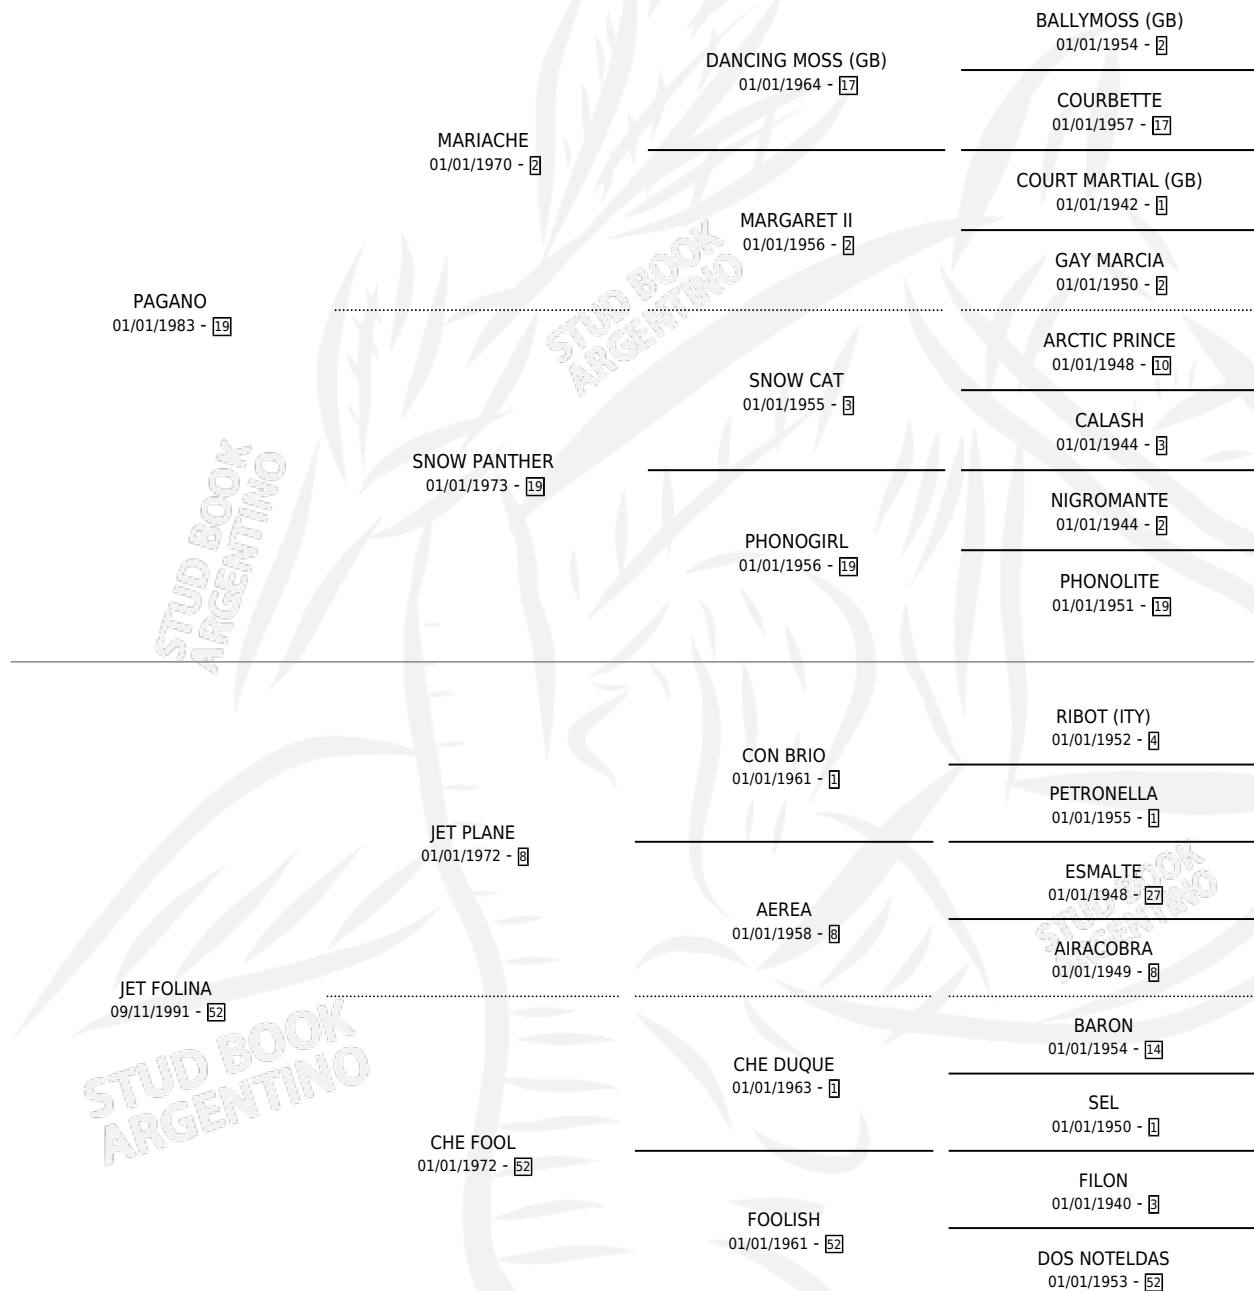 BALLYMOSS (GB)
01/01/1954 - 2
DANCING MOSS (GB)
01/01/1964 - 17
COURBETTE
01/01/1957 - 17
MARIACHE
01/01/1970 - 2
COURT MARTIAL (GB)
01/01/1942 - 1
MARGARET II
01/01/1956 - 2
GAY MARCIA
01/01/1950 - 2
PAGANO
01/01/1983 - 19
STUD BOOK
ARGENTINO
ARCTIC PRINCE
01/01/1948 - 10
SNOW CAT
01/01/1955 - 3
CALASH
01/01/1944 - 3
SNOW PANTHER
01/01/1973 - 19
NIGROMANTE
01/01/1944 - 2
PHONOGIRL
01/01/1956 - 19
PHONOLITE
01/01/1951 - 19
STUD BOOK
ARGENTINO
RIBOT (ITY)
01/01/1952 - 4
CON BRIO
01/01/1961 - 1
PETRONELLA
01/01/1955 - 1
JET PLANE
01/01/1972 - 8
ESMALTE
01/01/1948 - 27
AEREA
01/01/1958 - 8
AIRACOBRA
01/01/1949 - 8
STUD BOOK
ARGENTINO
JET FOLINA
09/11/1991 - 52
BARON
01/01/1954 - 14
CHE DUQUE
01/01/1963 - 1
SEL
01/01/1950 - 1
STUD BOOK
ARGENTINO
CHE FOOL
01/01/1972 - 52
FILON
01/01/1940 - 3
FOOLISH
01/01/1961 - 52
DOS NOTELDAS
01/01/1953 - 52